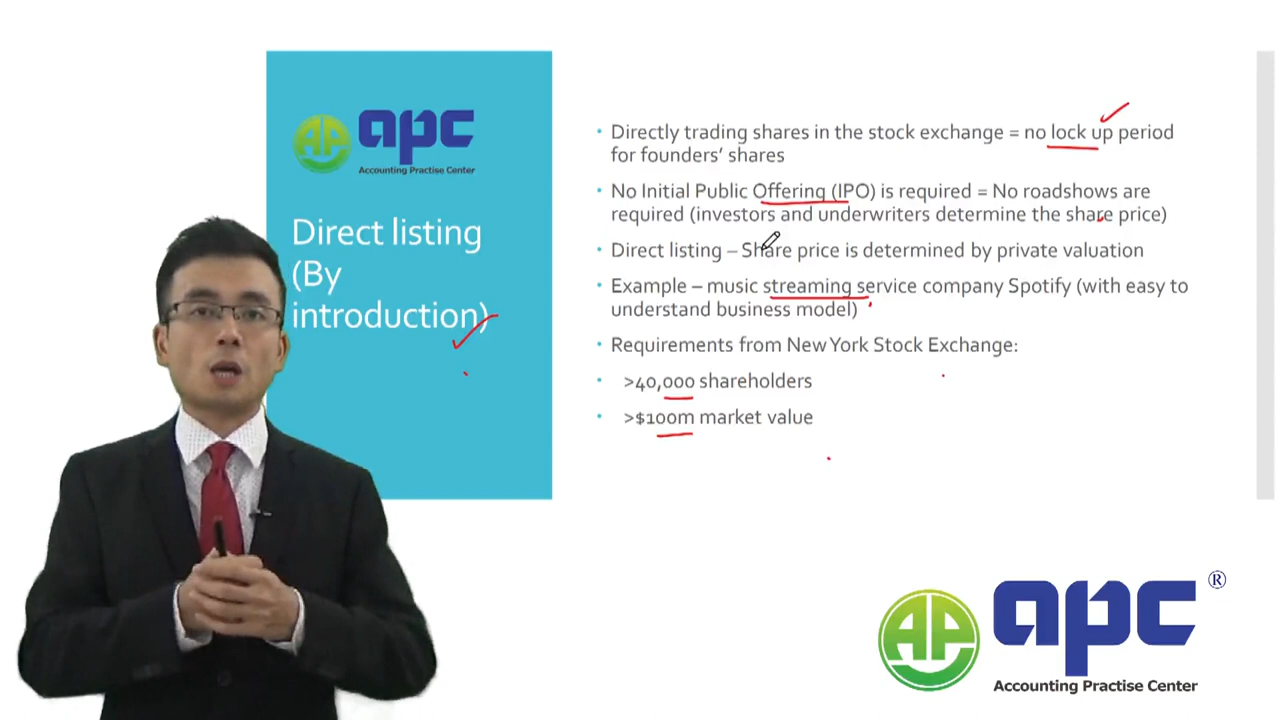 apc
Accounting Practise Center
Direct listing
(By
introduction)
• Directly trading shares in the stock exchange = no lock up period
for founders' shares
• No Initial Public Offering (IPO) is required = No roadshows are
required (investors and underwriters determine the share price)
• Direct listing – Share price is determined by private valuation
• Example – music streaming service company Spotify (with easy to
understand business model)
• Requirements from New York Stock Exchange:
• >40,000 shareholders
• >$100m market value
AP apc ®
Accounting Practise Center